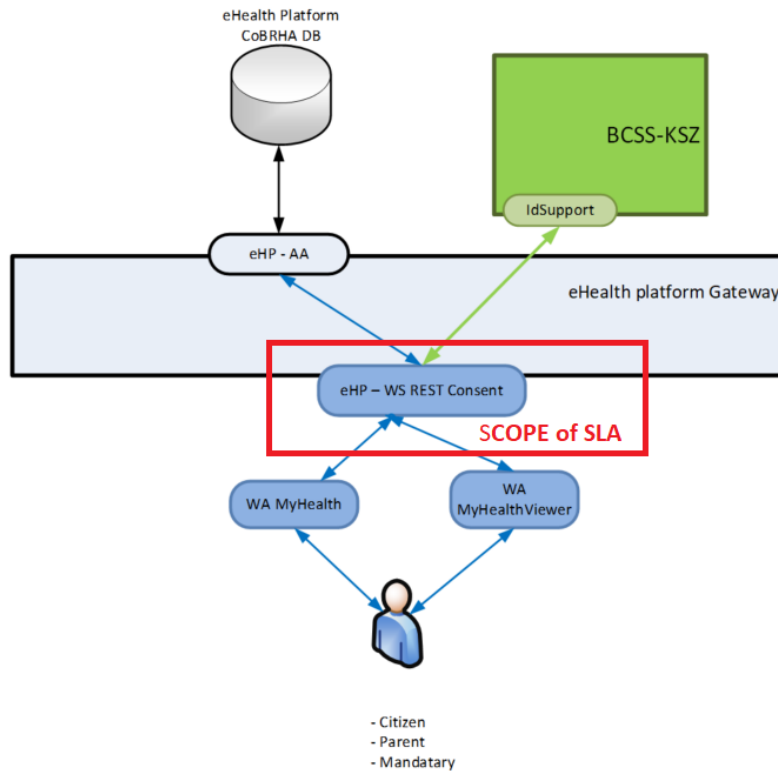 eHealth Platform
CoBRHA DB
BCSS-KSZ
IdSupport
eHP - AA
eHealth platform Gateway
eHP – WS REST Consent
SCOPE of SLA
WA MyHealth
WA
MyHealthViewer
- Citizen
- Parent
- Mandatary